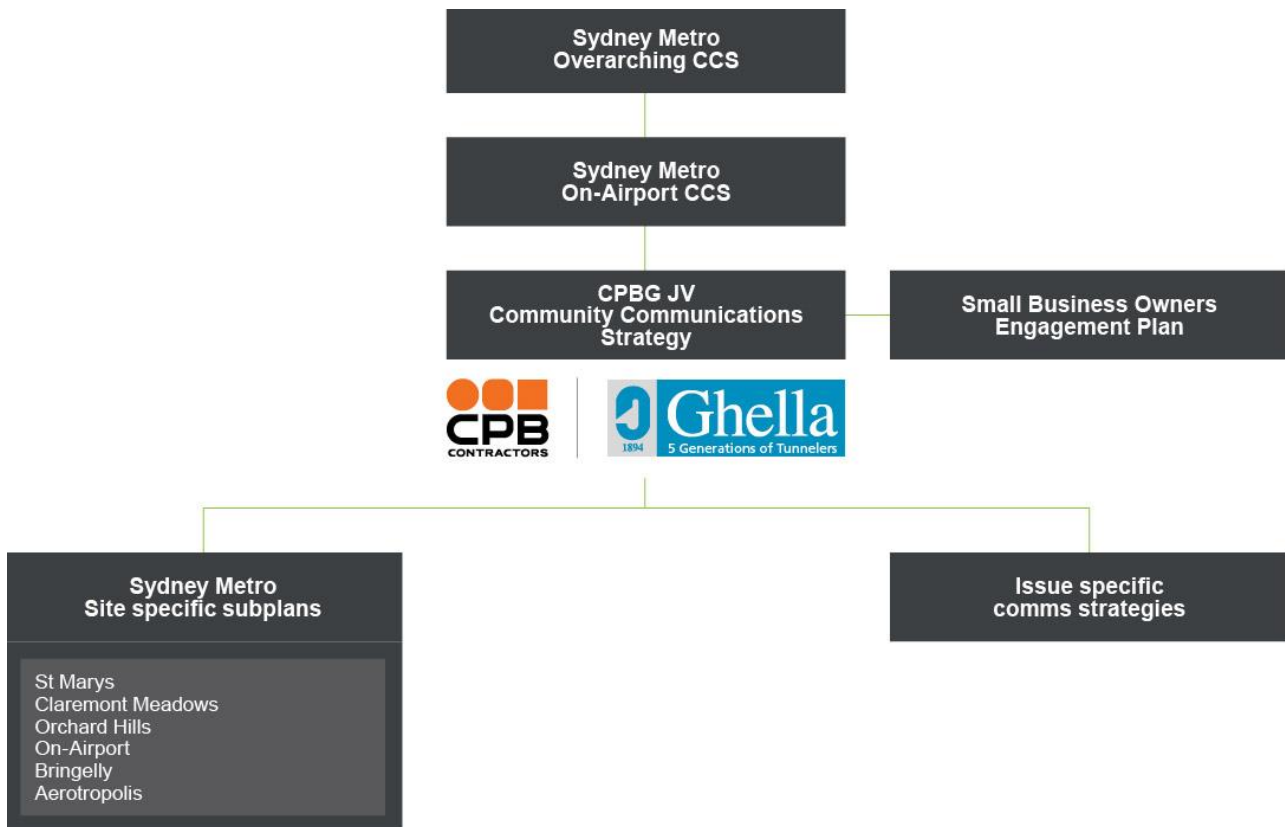 Sydney Metro
Overarching CCS
Sydney Metro
On-Airport CCS
CPBG JV
Community Communications
Strategy
Small Business Owners
Engagement Plan
CPB
CONTRACTORS
Ghella
1894
5 Generations of Tunnelers
Sydney Metro
Site specific subplans
St Marys
Claremont Meadows
Orchard Hills
On-Airport
Bringelly
Aerotropolis
Issue specific
comms strategies